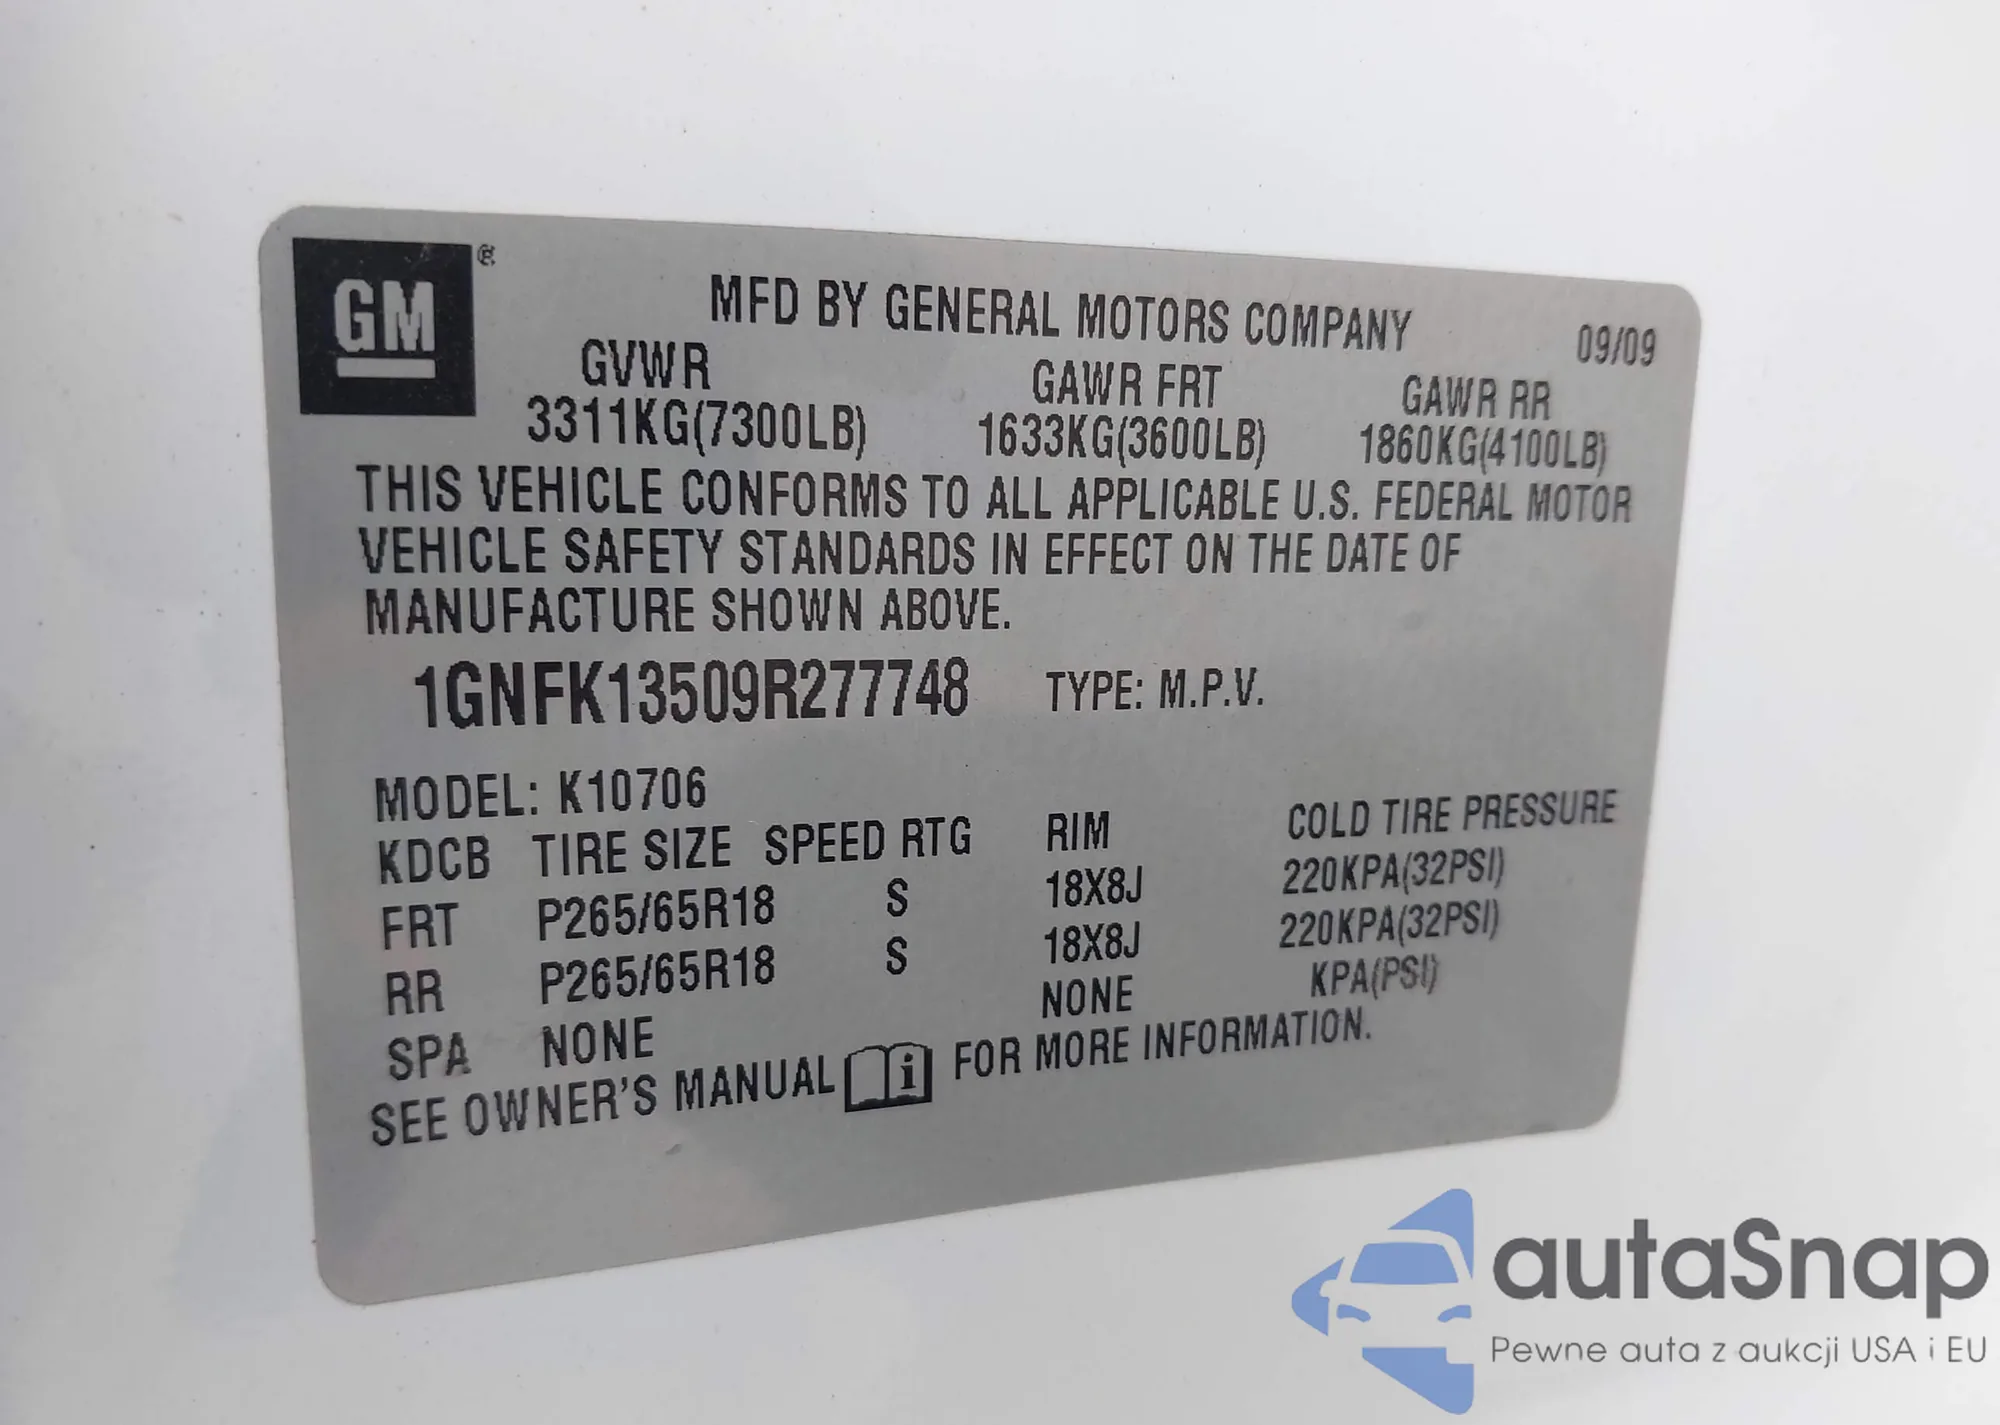 GM ®
MFD BY GENERAL MOTORS COMPANY 09/09
GVWR GAWR FRT GAWR RR
3311KG(7300LB) 1633KG(3600LB) 1860KG(4100LB)
THIS VEHICLE CONFORMS TO ALL APPLICABLE U.S. FEDERAL MOTOR
VEHICLE SAFETY STANDARDS IN EFFECT ON THE DATE OF
MANUFACTURE SHOWN ABOVE.
1GNFK13509R277748 TYPE: M.P.V.
MODEL: K10706
KDCB TIRE SIZE SPEED RTG RIM COLD TIRE PRESSURE
FRT P265/65R18 S 18X8J 220KPA(32PSI)
RR P265/65R18 S 18X8J 220KPA(32PSI)
SPA NONE NONE KPA(PSI)
SEE OWNER'S MANUAL i FOR MORE INFORMATION.
autaSnap
Pewne auta z aukcji USA i EU